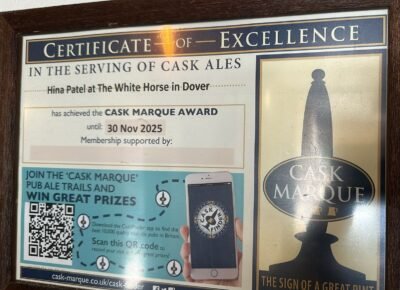 CERTIFICATE — OF — EXCELLENCE
IN THE SERVING OF CASK ALES
Hina Patel at The White Horse in Dover
has achieved the CASK MARQUE AWARD
until: 30 Nov 2025
Membership supported by:
JOIN THE 'CASK MARQUE'
PUB ALE TRAILS AND
WIN GREAT PRIZES
Scan this QR code to
cask-marque.co.uk/cask-
CASK
MARQUE
THE SIGN OF A GREAT PINT